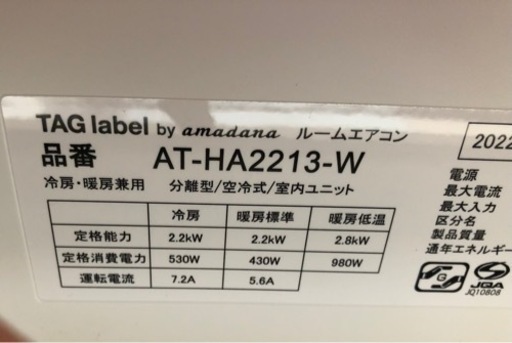 TAG label by amadana ルームエアコン
品番 AT-HA2213-W
冷房・暖房兼用 分離型/空冷式/室内ユニット
冷房 暖房標準 暖房低温
定格能力 2.2kW 2.2kW 2.8kW
定格消費電力 530W 430W 980W
運転電流 7.2A 5.6A
2022
電源
最大電流
最大入力
区分名
製品質量
通年エネルギー
G
JQA
JQ10808